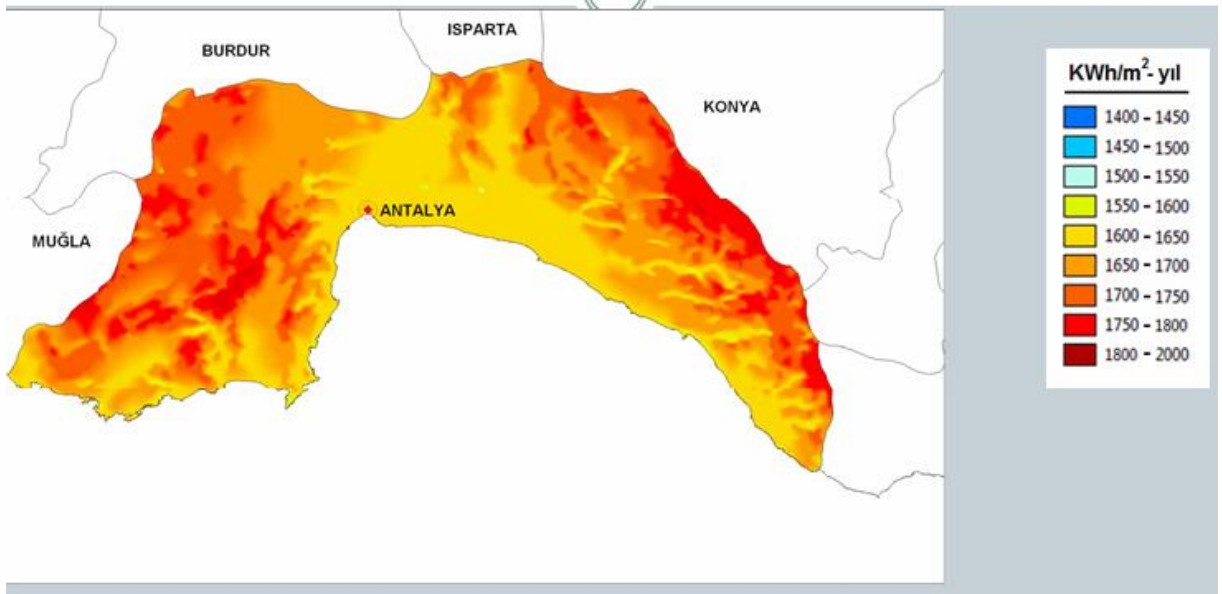 ISPARTA
BURDUR
KONYA
ANTALYA
MUĞLA
KWh/m²- yıl
1400 - 1450
1450 - 1500
1500 - 1550
1550 - 1600
1600 - 1650
1650 - 1700
1700 - 1750
1750 - 1800
1800 - 2000